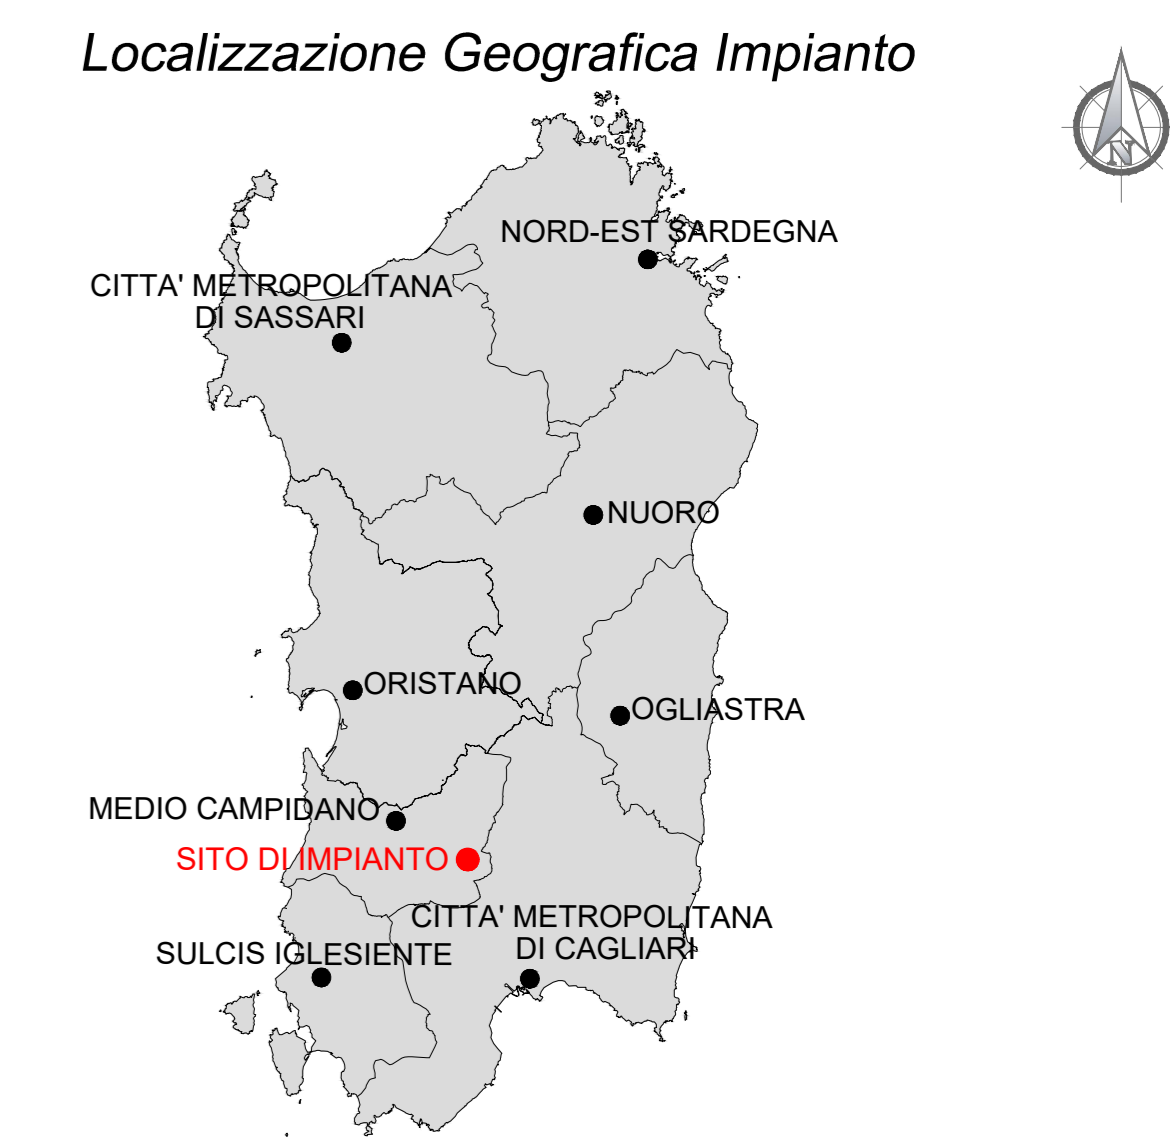 Localizzazione Geografica Impianto
N
NORD-EST SARDEGNA
CITTA' METROPOLITANA
DI SASSARI
NUORO
ORISTANO
OGLIASTRA
MEDIO CAMPIDANO
SITO DI IMPIANTO
CITTA' METROPOLITANA
DI CAGLIARI
SULCIS IGLESIENTE